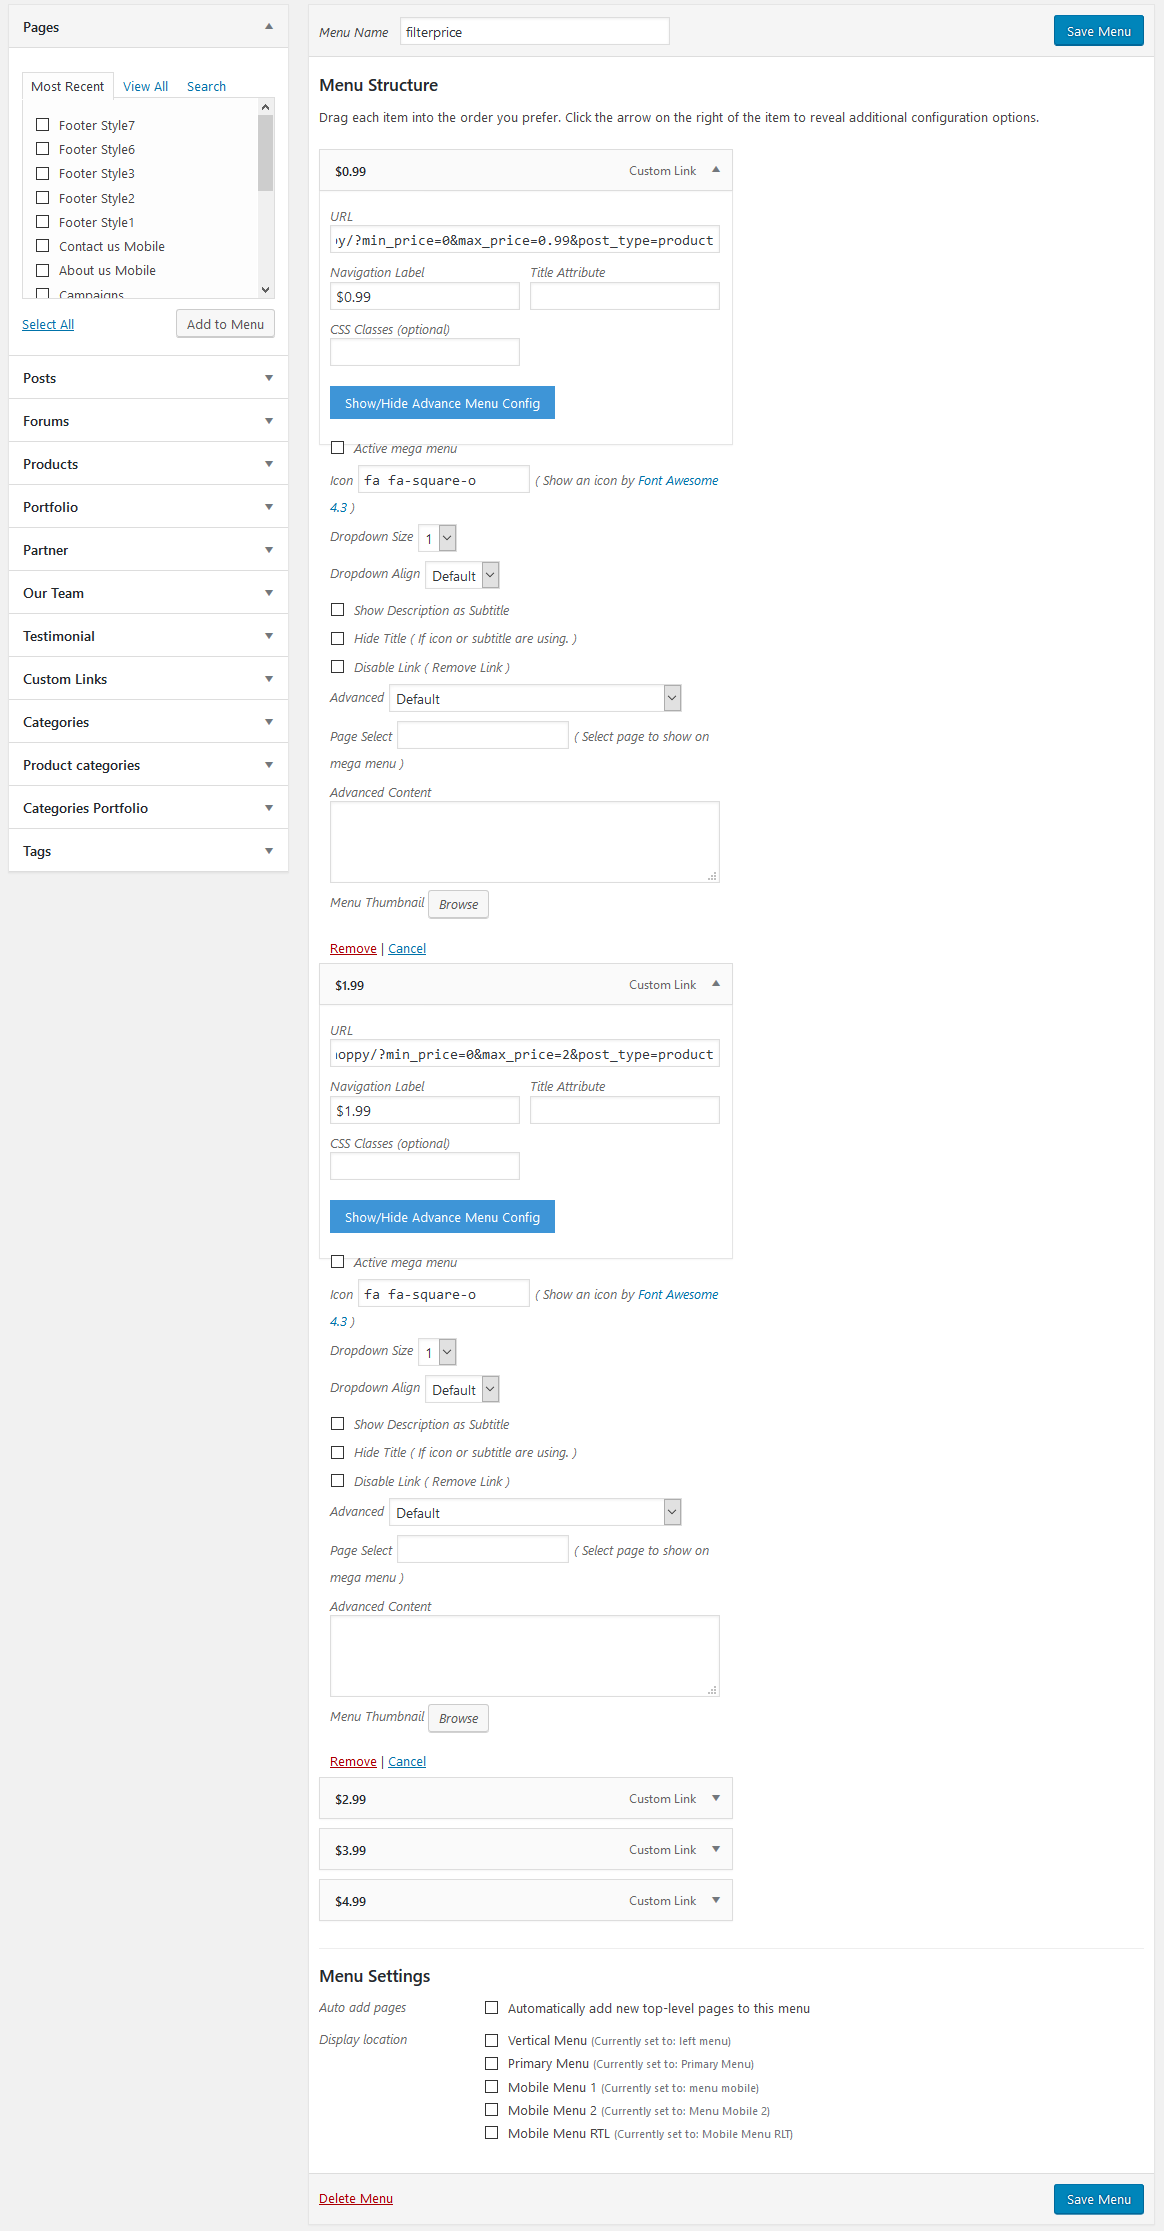 Pages
Most Recent View All Search
Footer Style7
Footer Style6
Footer Style3
Footer Style2
Footer Style1
Contact us Mobile
About us Mobile
Campaigns
Select All Add to Menu
Posts
Forums
Products
Portfolio
Partner
Our Team
Testimonial
Custom Links
Categories
Product categories
Categories Portfolio
Tags
Menu Name filterprice Save Menu
Menu Structure
Drag each item into the order you prefer. Click the arrow on the right of the item to reveal additional configuration options.
$0.99 Custom Link
URL
y/?min_price=0&max_price=0.99&post_type=product
Navigation Label Title Attribute
$0.99
CSS Classes (optional)
Show/Hide Advance Menu Config
Active mega menu
Icon fa fa-square-o ( Show an icon by Font Awesome
4.3 )
Dropdown Size 1
Dropdown Align Default
Show Description as Subtitle
Hide Title ( If icon or subtitle are using. )
Disable Link ( Remove Link )
Advanced Default
Page Select ( Select page to show on
mega menu )
Advanced Content
Menu Thumbnail Browse
Remove | Cancel
$1.99 Custom Link
URL
oppy/?min_price=0&max_price=2&post_type=product
Navigation Label Title Attribute
$1.99
CSS Classes (optional)
Show/Hide Advance Menu Config
Active mega menu
Icon fa fa-square-o ( Show an icon by Font Awesome
4.3 )
Dropdown Size 1
Dropdown Align Default
Show Description as Subtitle
Hide Title ( If icon or subtitle are using. )
Disable Link ( Remove Link )
Advanced Default
Page Select ( Select page to show on
mega menu )
Advanced Content
Menu Thumbnail Browse
Remove | Cancel
$2.99 Custom Link
$3.99 Custom Link
$4.99 Custom Link
Menu Settings
Auto add pages Automatically add new top-level pages to this menu
Display location Vertical Menu (Currently set to: left menu)
Primary Menu (Currently set to: Primary Menu)
Mobile Menu 1 (Currently set to: menu mobile)
Mobile Menu 2 (Currently set to: Menu Mobile 2)
Mobile Menu RTL (Currently set to: Mobile Menu RLT)
Delete Menu Save Menu